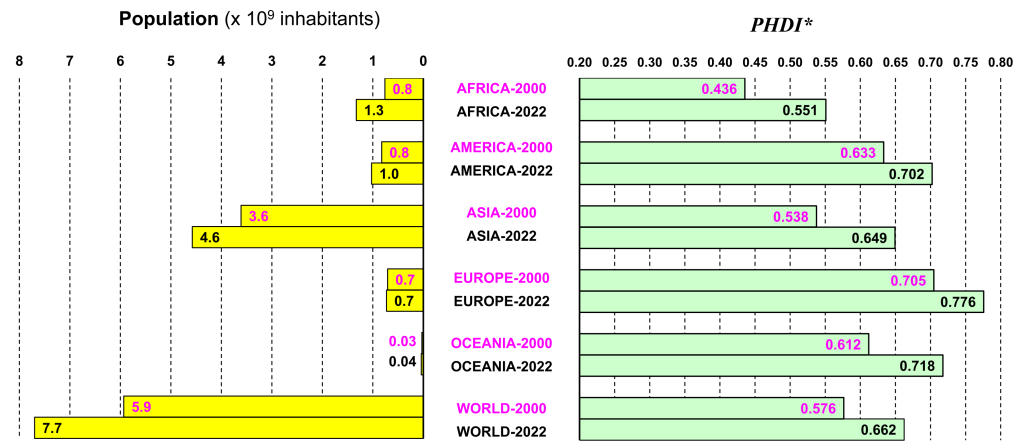 Population (x 10⁹ inhabitants)
PHDI*
8 7 6 5 4 3 2 1 0
0.20 0.25 0.30 0.35 0.40 0.45 0.50 0.55 0.60 0.65 0.70 0.75 0.80
0.8 AFRICA-2000 0.436
1.3 AFRICA-2022 0.551
0.8 AMERICA-2000 0.633
1.0 AMERICA-2022 0.702
3.6 ASIA-2000 0.538
4.6 ASIA-2022 0.649
0.7 EUROPE-2000 0.705
0.7 EUROPE-2022 0.776
0.03 OCEANIA-2000 0.612
0.04 OCEANIA-2022 0.718
5.9 WORLD-2000 0.576
7.7 WORLD-2022 0.662